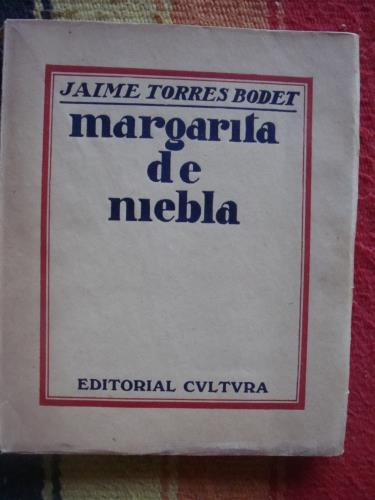 JAIME TORRES BODET
margarita
de
niebla
EDITORIAL CVLTVRA